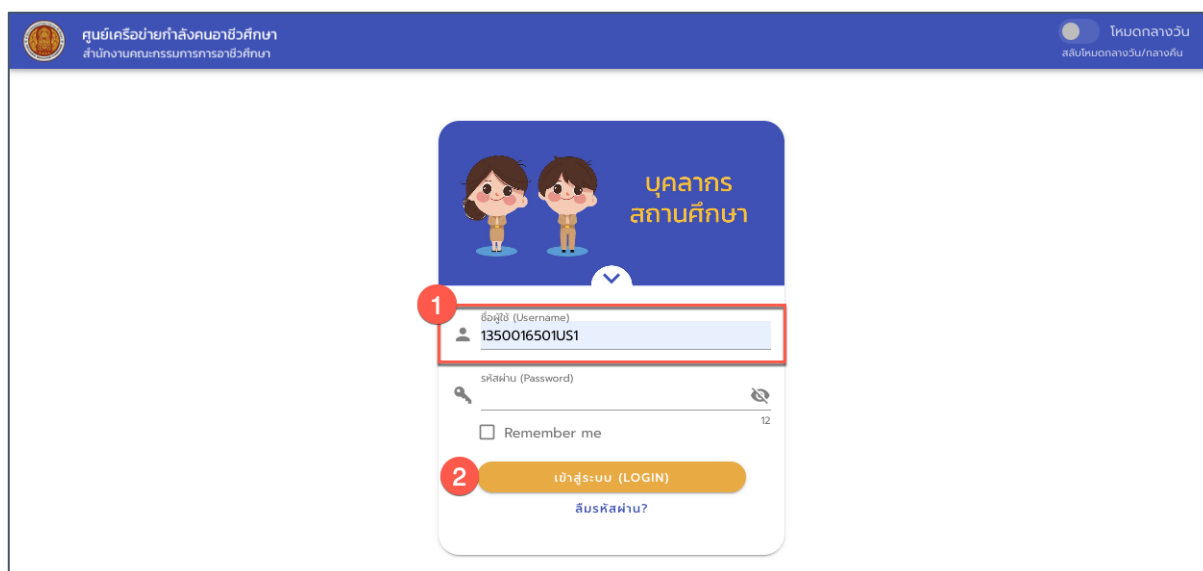 ศูนย์เครือข่ายกำลังคนอาชีวศึกษา
สำนักงานคณะกรรมการการอาชีวศึกษา
โหมดกลางวัน
สลับโหมดกลางวัน/กลางคืน
บุคลากร
สถานศึกษา
1
ชื่อผู้ใช้ (Username)
1350016501US1
รหัสผ่าน (Password)
12
Remember me
2
เข้าสู่ระบบ (LOGIN)
ลืมรหัสผ่าน?